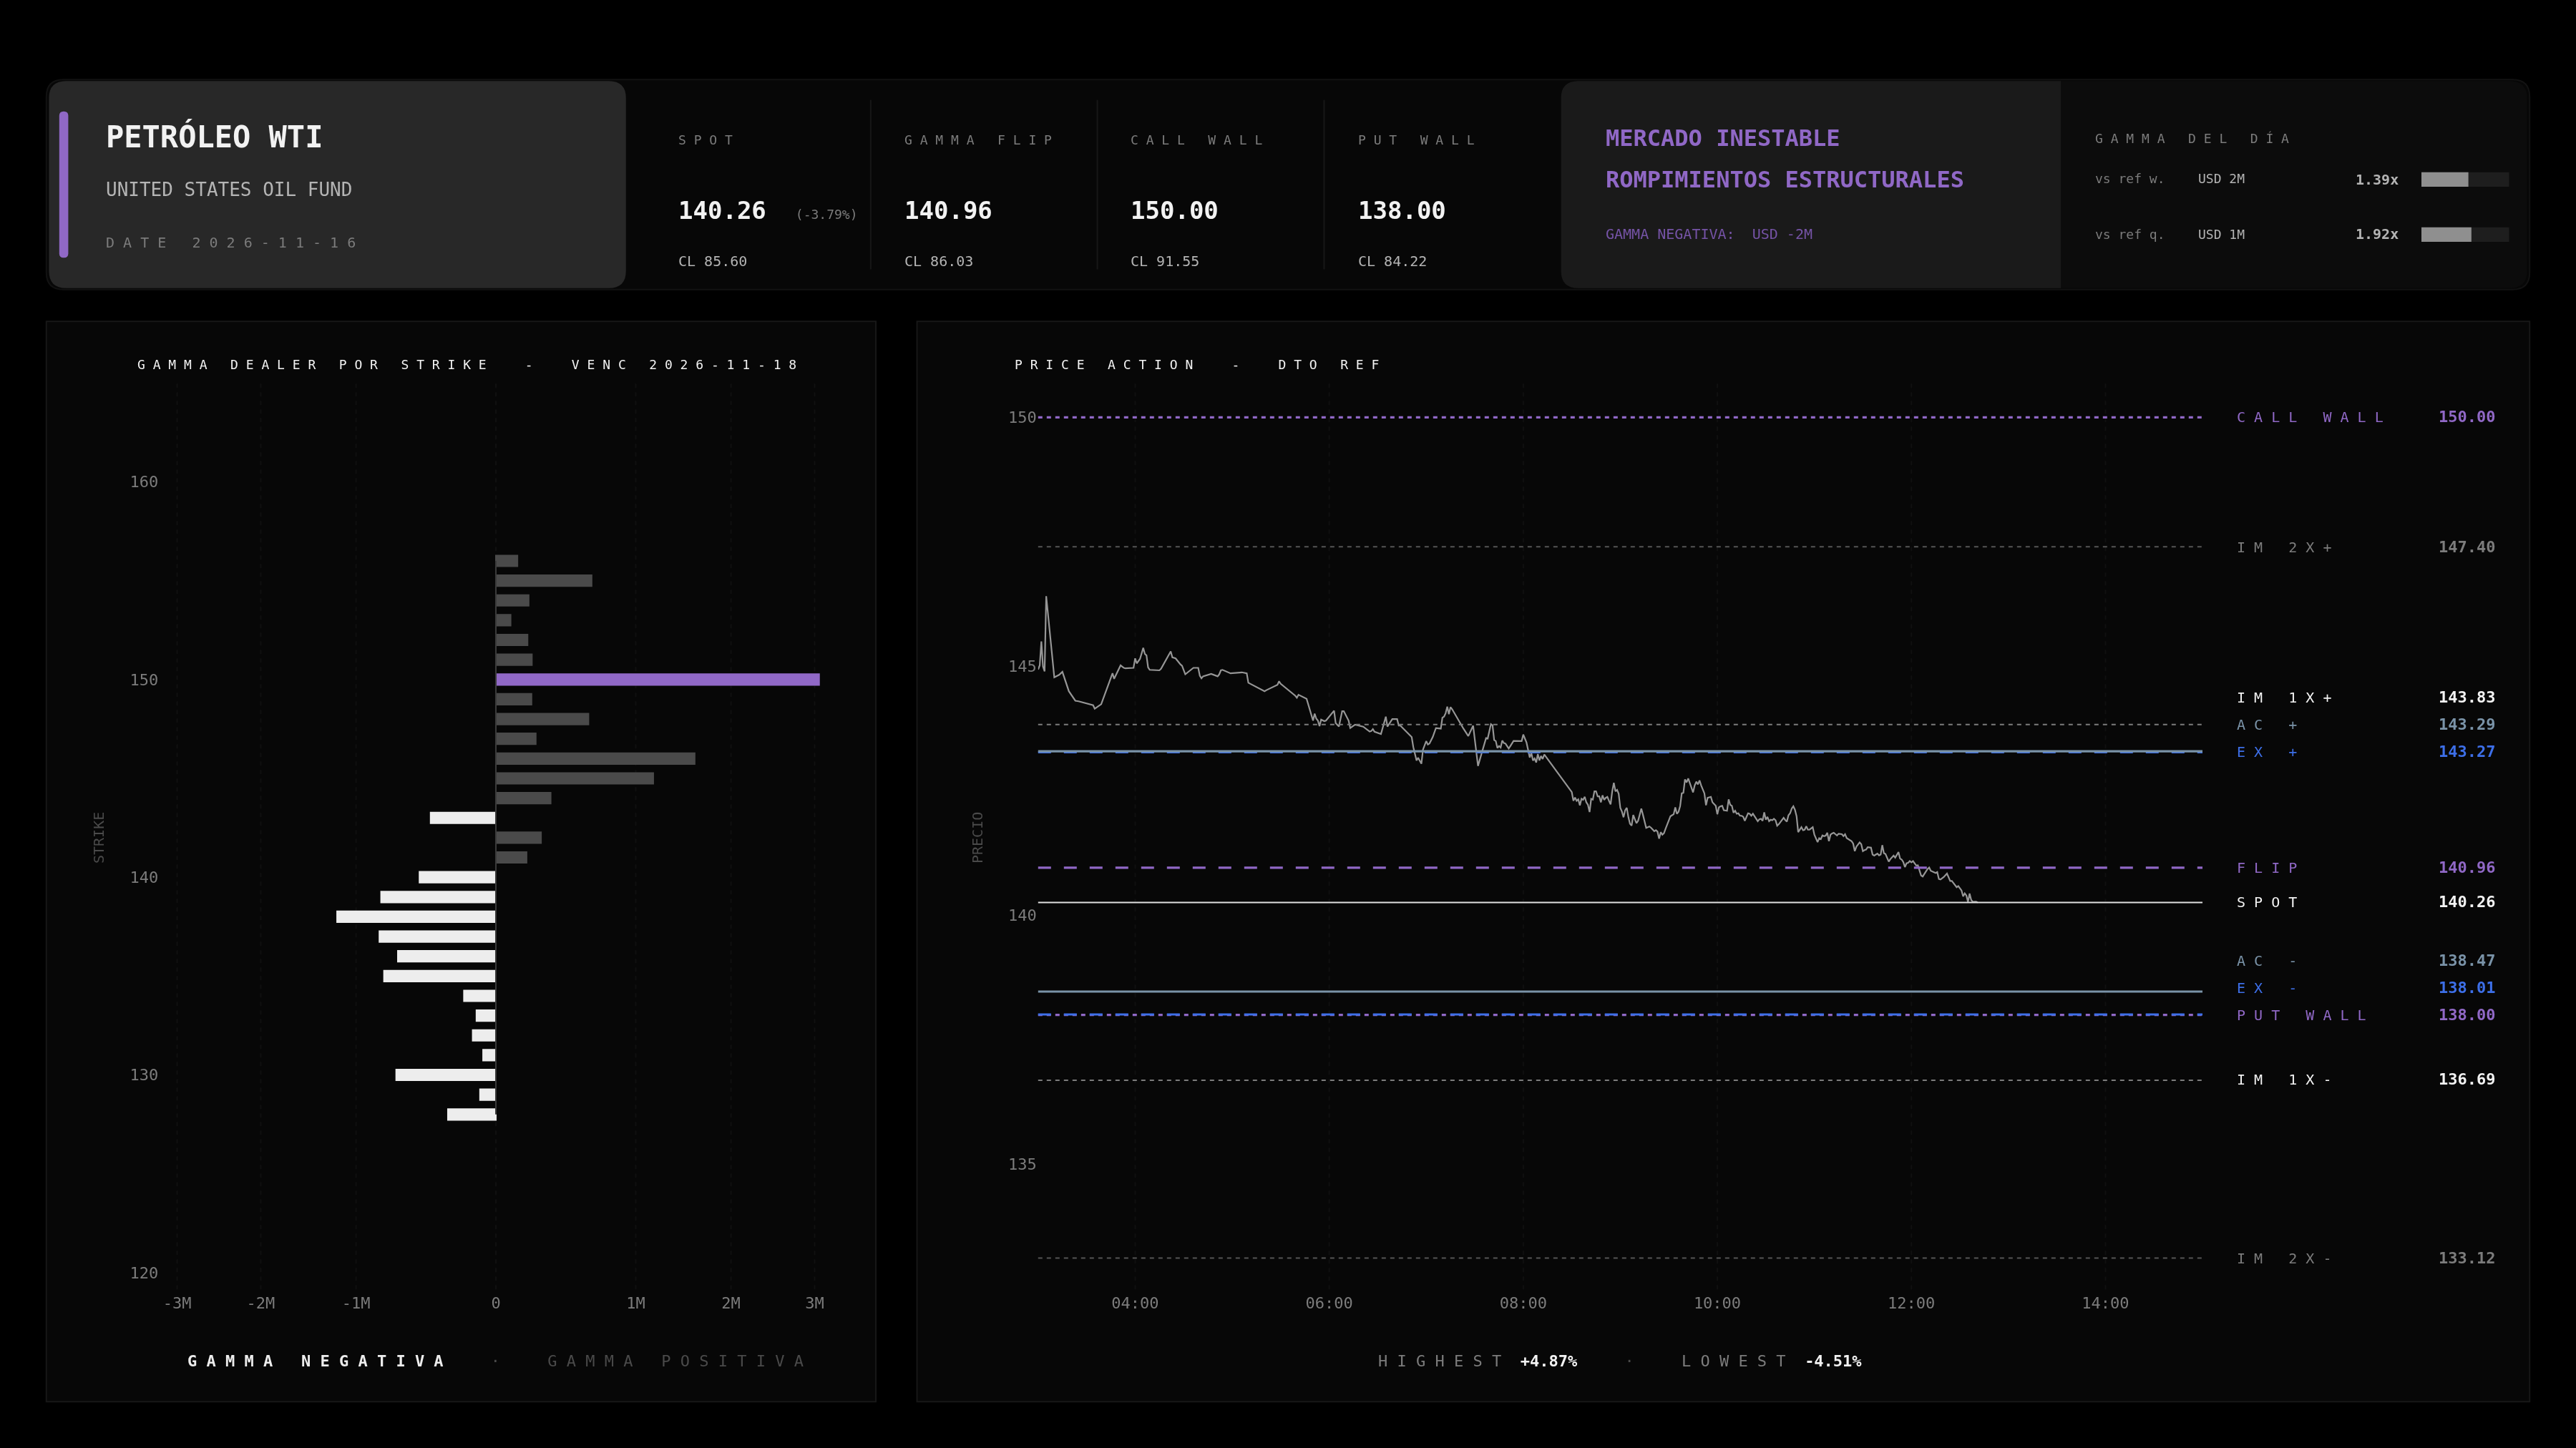 PETRÓLEO WTI
UNITED STATES OIL FUND
DATE 2026-11-16
SPOT
140.26 (-3.79%)
CL 85.60
GAMMA FLIP
140.96
CL 86.03
CALL WALL
150.00
CL 91.55
PUT WALL
138.00
CL 84.22
MERCADO INESTABLE
ROMPIMIENTOS ESTRUCTURALES
GAMMA NEGATIVA: USD -2M
GAMMA DEL DÍA
vs ref w. USD 2M 1.39x
vs ref q. USD 1M 1.92x
GAMMA DEALER POR STRIKE - VENC 2026-11-18
STRIKE
160
150
140
130
120
-3M -2M -1M 0 1M 2M 3M
GAMMA NEGATIVA · GAMMA POSITIVA
PRICE ACTION - DTO REF
PRECIO
150
145
140
135
04:00 06:00 08:00 10:00 12:00 14:00
CALL WALL 150.00
IM 2X+ 147.40
IM 1X+ 143.83
AC + 143.29
EX + 143.27
FLIP 140.96
SPOT 140.26
AC - 138.47
EX - 138.01
PUT WALL 138.00
IM 1X- 136.69
IM 2X- 133.12
HIGHEST +4.87% · LOWEST -4.51%